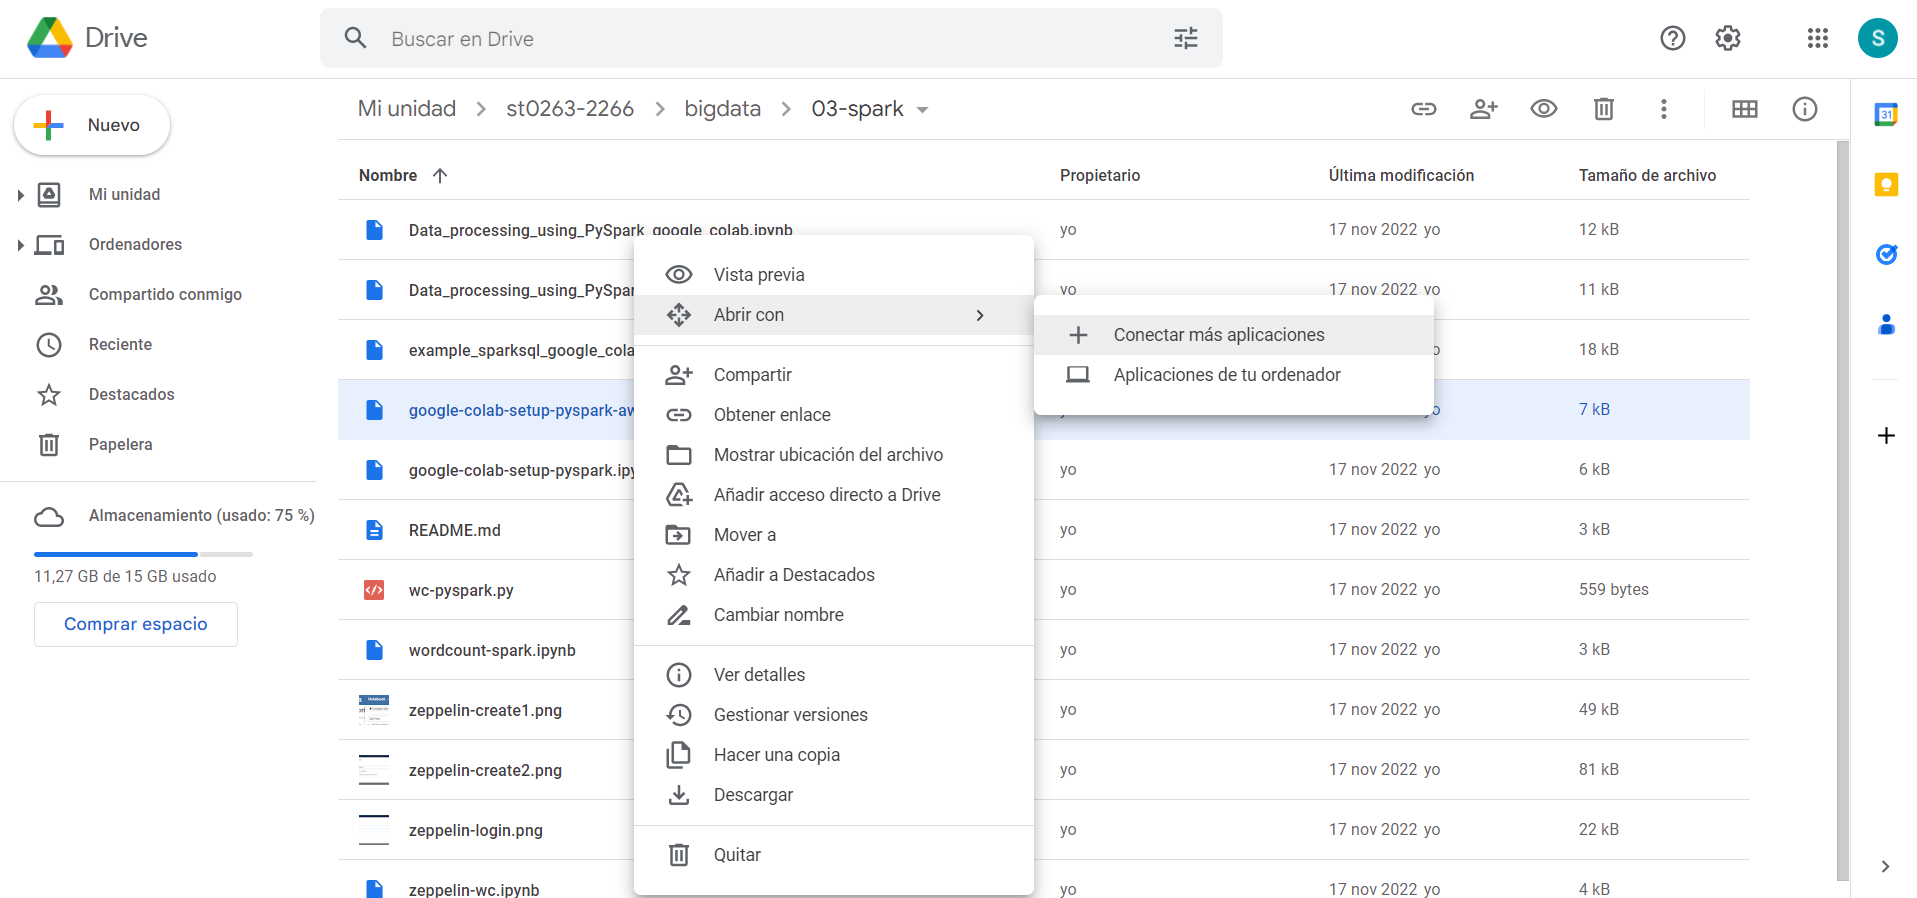 Drive
Buscar en Drive
S
Nuevo
Mi unidad
Ordenadores
Compartido conmigo
Reciente
Destacados
Papelera
Almacenamiento (usado: 75 %)
11,27 GB de 15 GB usado
Comprar espacio
Mi unidad > st0263-2266 > bigdata > 03-spark
Nombre Propietario Última modificación Tamaño de archivo
Data_processing_using_PySpark_google_colab.ipynb yo 17 nov 2022 yo 12 kB
Data_processing_using_PySpar yo 17 nov 2022 yo 11 kB
example_sparksql_google_cola 18 kB
google-colab-setup-pyspark-aw 7 kB
google-colab-setup-pyspark.ipy yo 17 nov 2022 yo 6 kB
README.md yo 17 nov 2022 yo 3 kB
wc-pyspark.py yo 17 nov 2022 yo 559 bytes
wordcount-spark.ipynb yo 17 nov 2022 yo 3 kB
zeppelin-create1.png yo 17 nov 2022 yo 49 kB
zeppelin-create2.png yo 17 nov 2022 yo 81 kB
zeppelin-login.png yo 17 nov 2022 yo 22 kB
zeppelin-wc.ipynb yo 17 nov 2022 yo 4 kB
Vista previa
Abrir con
Compartir
Obtener enlace
Mostrar ubicación del archivo
Añadir acceso directo a Drive
Mover a
Añadir a Destacados
Cambiar nombre
Ver detalles
Gestionar versiones
Hacer una copia
Descargar
Quitar
Conectar más aplicaciones
Aplicaciones de tu ordenador
31